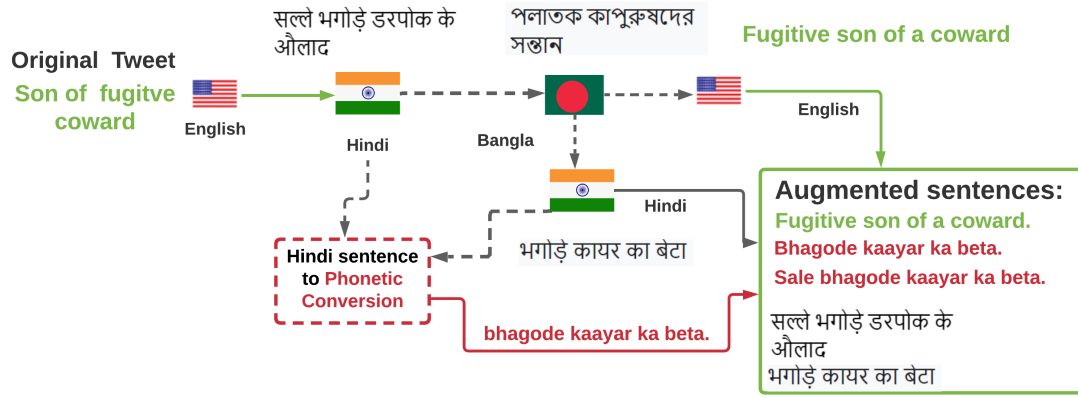 Original Tweet
Son of fugitve
coward
English
सल्ले भगोड़े डरपोक के
औलाद
Hindi
পলাতক কাপুরুষদের
সন্তান
Bangla
Fugitive son of a coward
English
Hindi
भगोड़े कायर का बेटा
Hindi sentence
to Phonetic
Conversion
bhagode kaayar ka beta.
Augmented sentences:
Fugitive son of a coward.
Bhagode kaayar ka beta.
Sale bhagode kaayar ka beta.
सल्ले भगोड़े डरपोक के
औलाद
भगोड़े कायर का बेटा